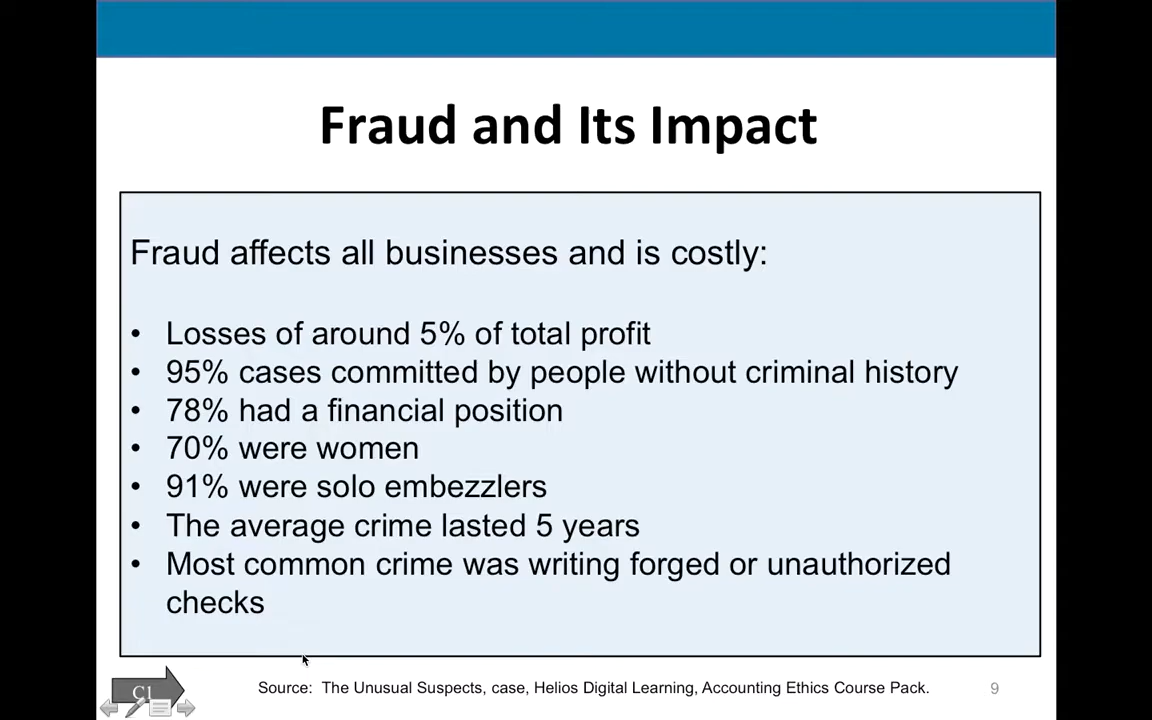 Fraud and Its Impact
Fraud affects all businesses and is costly:
• Losses of around 5% of total profit
• 95% cases committed by people without criminal history
• 78% had a financial position
• 70% were women
• 91% were solo embezzlers
• The average crime lasted 5 years
• Most common crime was writing forged or unauthorized
checks
C1
Source: The Unusual Suspects, case, Helios Digital Learning, Accounting Ethics Course Pack.
9